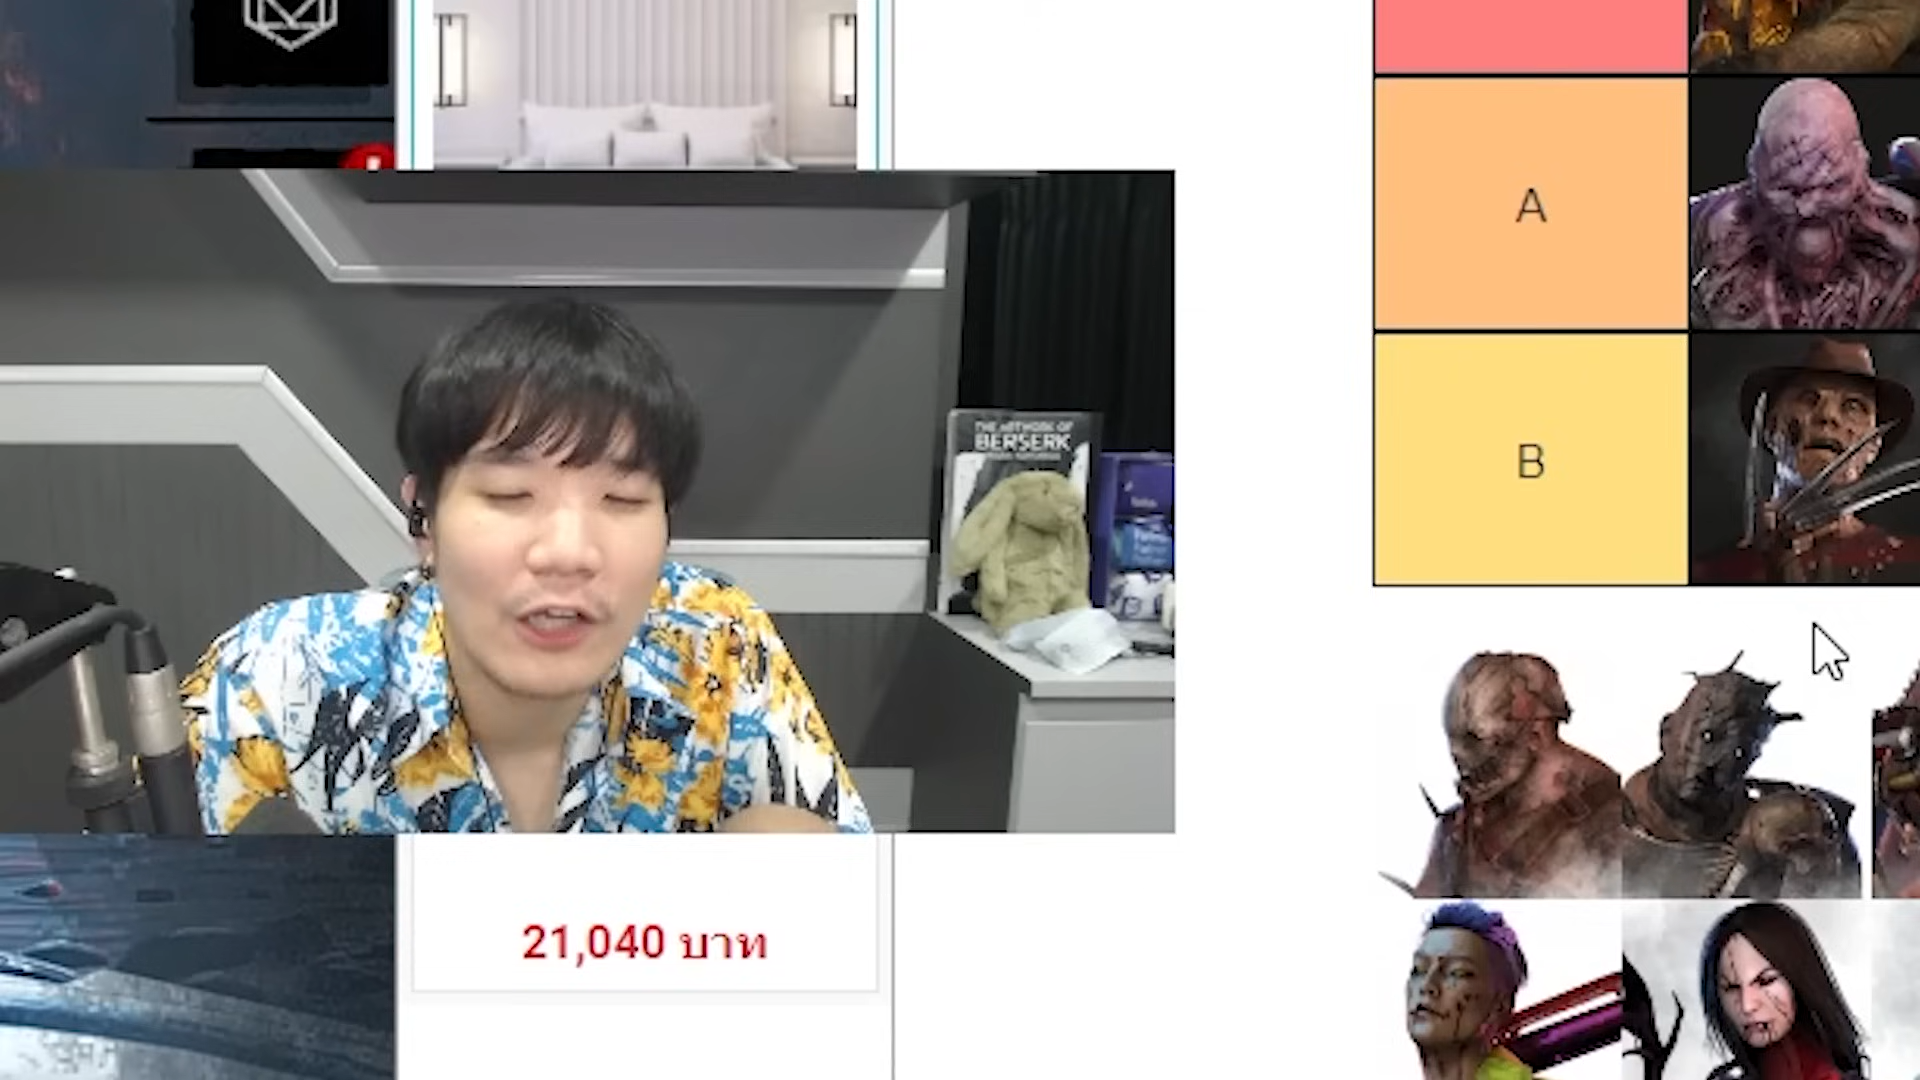 A
THE ARTWORK OF
BERSERK
B
21,040 บาท